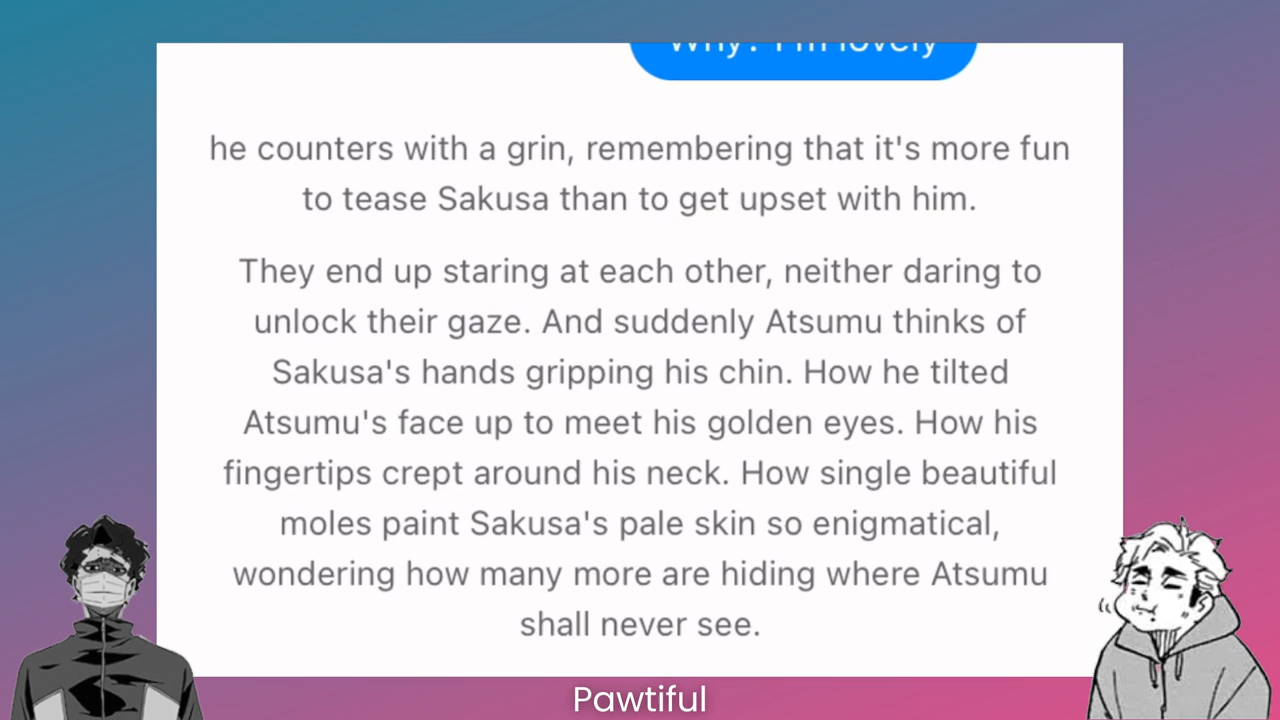 Why? I'm lovely
he counters with a grin, remembering that it's more fun
to tease Sakusa than to get upset with him.
They end up staring at each other, neither daring to
unlock their gaze. And suddenly Atsumu thinks of
Sakusa's hands gripping his chin. How he tilted
Atsumu's face up to meet his golden eyes. How his
fingertips crept around his neck. How single beautiful
moles paint Sakusa's pale skin so enigmatical,
wondering how many more are hiding where Atsumu
shall never see.
Pawtiful